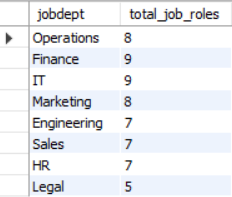 jobdept total_job_roles
Operations 8
Finance 9
IT 9
Marketing 8
Engineering 7
Sales 7
HR 7
Legal 5